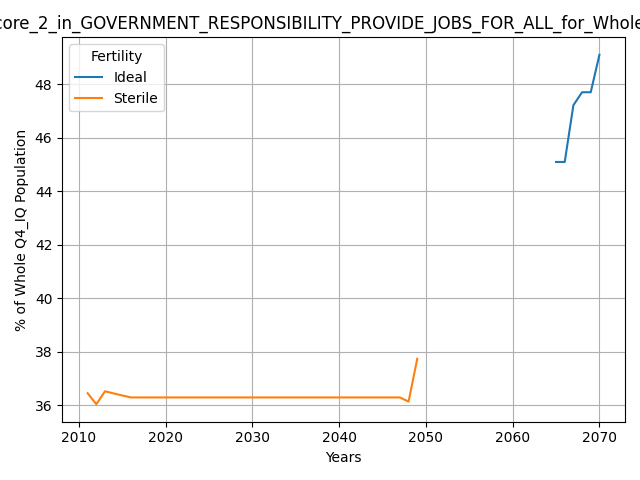 core_2_in_GOVERNMENT_RESPONSIBILITY_PROVIDE_JOBS_FOR_ALL_for_Whole
Fertility
Ideal
Sterile
% of Whole Q4_IQ Population
48
46
44
42
40
38
36
2010 2020 2030 2040 2050 2060 2070
Years